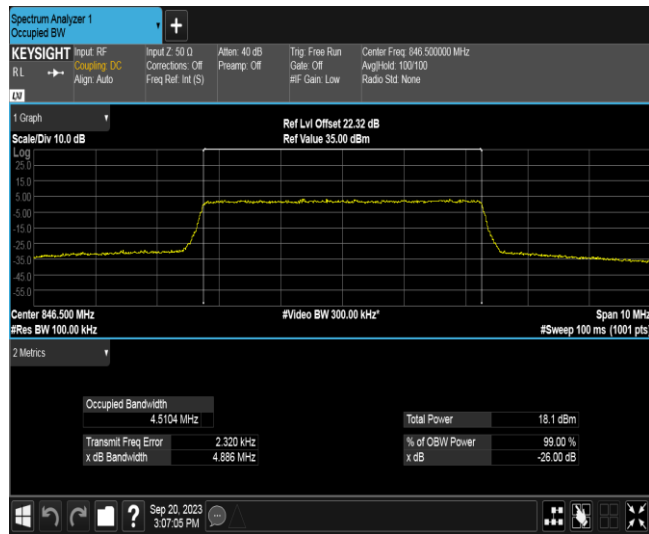 Spectrum Analyzer 1
Occupied BW
+
KEYSIGHT
RL
LXI
Input: RF
Coupling: DC
Align: Auto
Input Z: 50 Ω
Corrections: Off
Freq Ref: Int (S)
Atten: 40 dB
Preamp: Off
Trig: Free Run
Gate: Off
#IF Gain: Low
Center Freq: 846.500000 MHz
Avg|Hold: 100/100
Radio Std: None
1 Graph
Scale/Div 10.0 dB
Ref Lvl Offset 22.32 dB
Ref Value 35.00 dBm
Log
25.0
15.0
5.00
-5.00
-15.0
-25.0
-35.0
-45.0
-55.0
Center 846.500 MHz
#Res BW 100.00 kHz
#Video BW 300.00 kHz*
Span 10 MHz
#Sweep 100 ms (1001 pts)
2 Metrics
Occupied Bandwidth
4.5104 MHz
Transmit Freq Error 2.320 kHz
x dB Bandwidth 4.886 MHz
Total Power 18.1 dBm
% of OBW Power 99.00 %
x dB -26.00 dB
?
Sep 20, 2023
3:07:05 PM